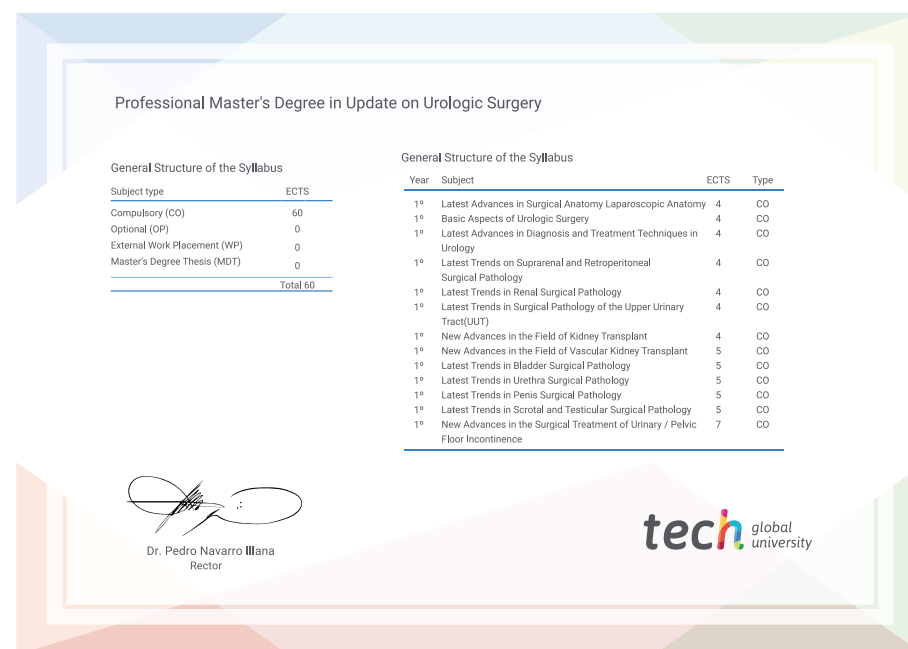 Professional Master's Degree in Update on Urologic Surgery
General Structure of the Syllabus
Subject type ECTS
Compulsory (CO) 60
Optional (OP) 0
External Work Placement (WP) 0
Master's Degree Thesis (MDT) 0
Total 60
General Structure of the Syllabus
Year Subject ECTS Type
1º Latest Advances in Surgical Anatomy Laparoscopic Anatomy 4 CO
1º Basic Aspects of Urologic Surgery 4 CO
1º Latest Advances in Diagnosis and Treatment Techniques in 4 CO
Urology
1º Latest Trends on Suprarenal and Retroperitoneal 4 CO
Surgical Pathology
1º Latest Trends in Renal Surgical Pathology 4 CO
1º Latest Trends in Surgical Pathology of the Upper Urinary 4 CO
Tract(UUT)
1º New Advances in the Field of Kidney Transplant 4 CO
1º New Advances in the Field of Vascular Kidney Transplant 5 CO
1º Latest Trends in Bladder Surgical Pathology 5 CO
1º Latest Trends in Urethra Surgical Pathology 5 CO
1º Latest Trends in Penis Surgical Pathology 5 CO
1º Latest Trends in Scrotal and Testicular Surgical Pathology 5 CO
1º New Advances in the Surgical Treatment of Urinary / Pelvic 7 CO
Floor Incontinence
Dr. Pedro Navarro Illana
Rector
tech global
university